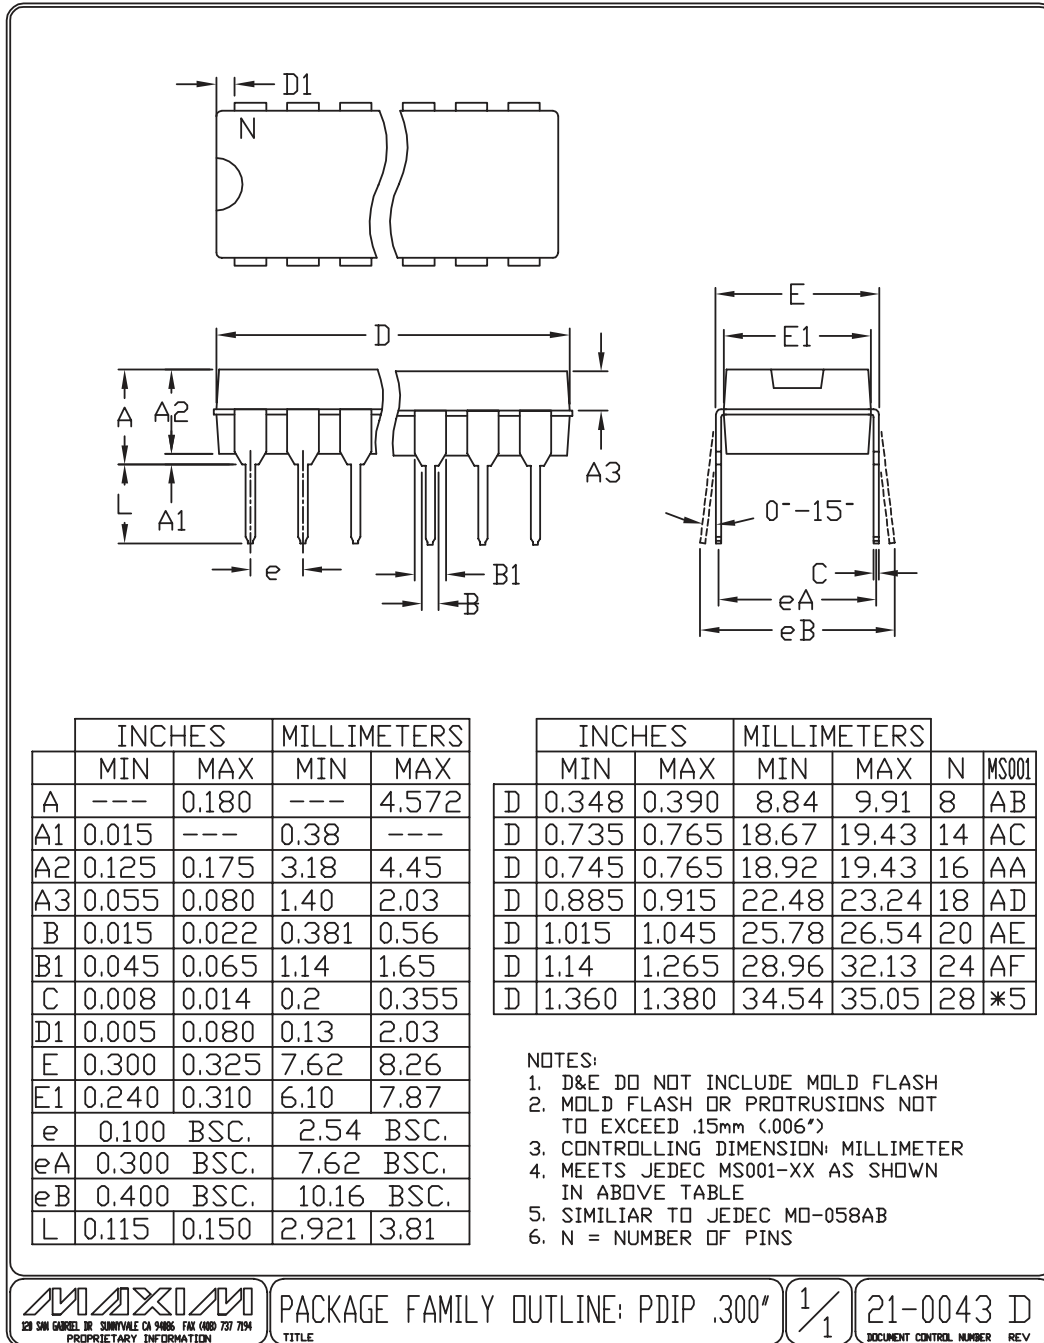 D1
N
E
D
E1
A
A2
A3
L
A1
0°-15°
e
B1
B
C
eA
eB
INCHES MILLIMETERS
MIN MAX MIN MAX
A --- 0.180 --- 4.572
A1 0.015 --- 0.38 ---
A2 0.125 0.175 3.18 4.45
A3 0.055 0.080 1.40 2.03
B 0.015 0.022 0.381 0.56
B1 0.045 0.065 1.14 1.65
C 0.008 0.014 0.2 0.355
D1 0.005 0.080 0.13 2.03
E 0.300 0.325 7.62 8.26
E1 0.240 0.310 6.10 7.87
e 0.100 BSC. 2.54 BSC.
eA 0.300 BSC. 7.62 BSC.
eB 0.400 BSC. 10.16 BSC.
L 0.115 0.150 2.921 3.81
INCHES MILLIMETERS
MIN MAX MIN MAX N MS001
D 0.348 0.390 8.84 9.91 8 AB
D 0.735 0.765 18.67 19.43 14 AC
D 0.745 0.765 18.92 19.43 16 AA
D 0.885 0.915 22.48 23.24 18 AD
D 1.015 1.045 25.78 26.54 20 AE
D 1.14 1.265 28.96 32.13 24 AF
D 1.360 1.380 34.54 35.05 28 *5
NOTES:
1. D&E DO NOT INCLUDE MOLD FLASH
2. MOLD FLASH OR PROTRUSIONS NOT
TO EXCEED .15mm (.006")
3. CONTROLLING DIMENSION: MILLIMETER
4. MEETS JEDEC MS001-XX AS SHOWN
IN ABOVE TABLE
5. SIMILIAR TO JEDEC MO-058AB
6. N = NUMBER OF PINS
MAXIM
120 SAN GABRIEL DR SUNNYVALE CA 94086 FAX (408) 737 7194
PROPRIETARY INFORMATION
PACKAGE FAMILY OUTLINE: PDIP .300"
TITLE
1/1
21-0043 D
DOCUMENT CONTROL NUMBER REV